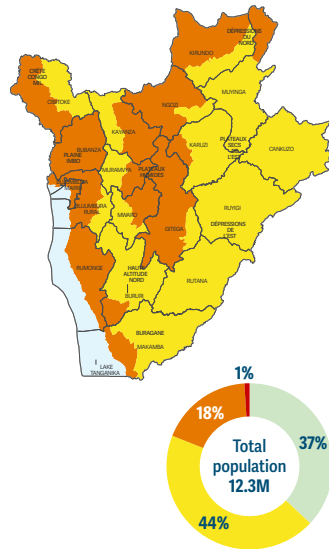 DÉPRESSIONS
DU
NORD
KIRUNDO
CRÊTE
CONGO
NIL
CIBITOKE
MUYINGA
NGOZI
KAYANZA
BUBANZA
PLAINE
IMBO
KARUZI
PLATEAUX
SECS
DE
L'EST
CANKUZO
MURAMVYA
PLATEAUX
HUMIDES
BUJUMBURA
RURAL
MWARO
GITEGA
RUYIGI
DÉPRESSIONS
DE
L'EST
RUMONGE
HAUTE
ALTITUDE
NORD
BURURI
RUTANA
BURAGANE
MAKAMBA
LAKE
TANGANIKA
1%
18%
37%
Total
population
12.3M
44%